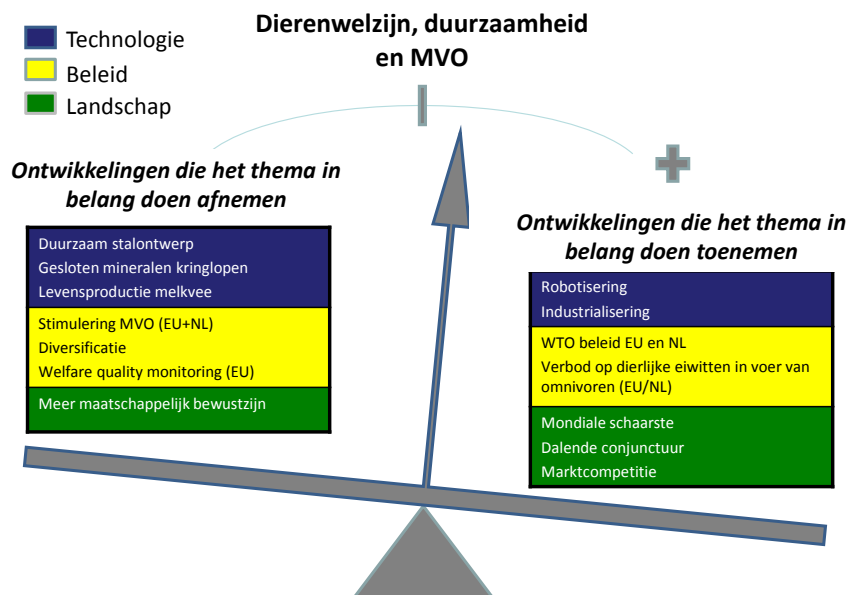 Dierenwelzijn, duurzaamheid
en MVO
Technologie
Beleid
Landschap
Ontwikkelingen die het thema in
belang doen afnemen
Duurzaam stalontwerp
Gesloten mineralen kringlopen
Levensproductie melkvee
Stimulering MVO (EU+NL)
Diversificatie
Welfare quality monitoring (EU)
Meer maatschappelijk bewustzijn
Ontwikkelingen die het thema in
belang doen toenemen
Robotisering
Industrialisering
WTO beleid EU en NL
Verbod op dierlijke eiwitten in voer van
omnivoren (EU/NL)
Mondiale schaarste
Dalende conjunctuur
Marktcompetitie